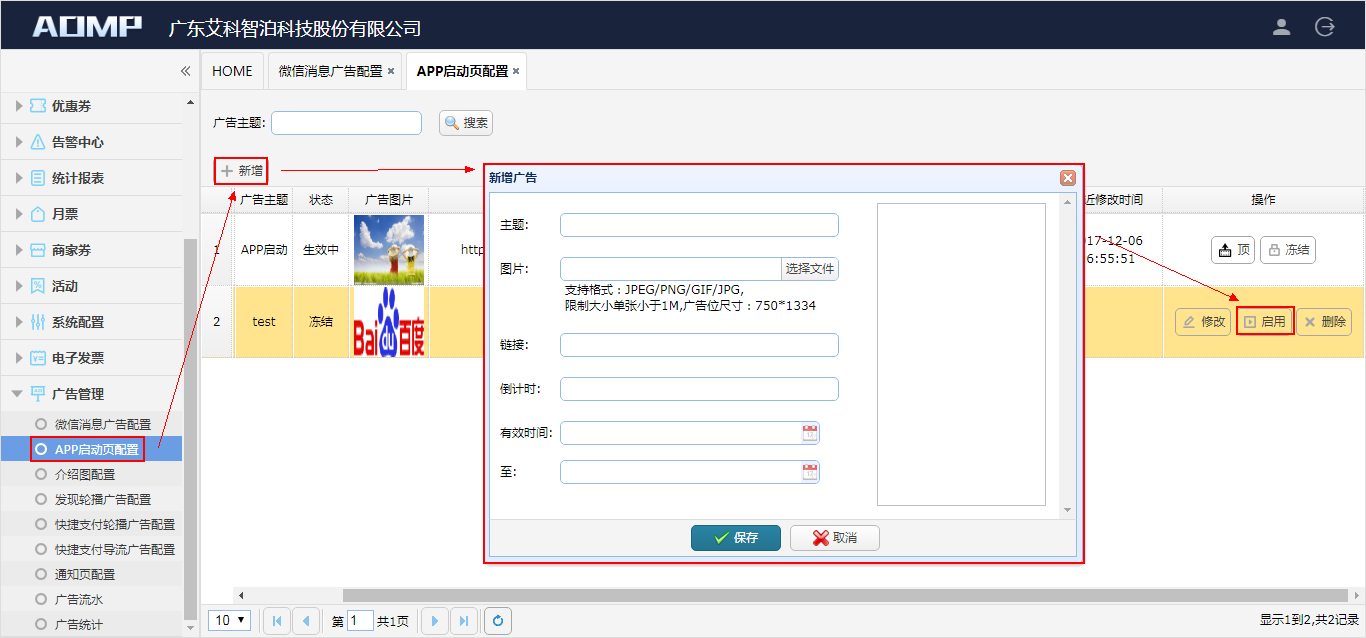 AOMP 广东艾科智泊科技股份有限公司
HOME 微信消息广告配置 × APP启动页配置 ×
优惠券
告警中心
统计报表
月票
商家券
活动
系统配置
电子发票
广告管理
微信消息广告配置
APP启动页配置
介绍图配置
发现轮播广告配置
快捷支付轮播广告配置
快捷支付导流广告配置
通知页配置
广告流水
广告统计
广告主题: 搜索
新增
广告主题 状态 广告图片 近修改时间 操作
1 APP启动 生效中 http 17-12-06 顶 冻结
6:55:51
2 test 冻结 Bai du 百度 修改 启用 删除
新增广告
主题:
图片: 选择文件
支持格式：JPEG/PNG/GIF/JPG,
限制大小单张小于1M,广告位尺寸：750*1334
链接:
倒计时:
有效时间:
至:
保存 取消
10 第 1 共1页 显示1到2,共2记录